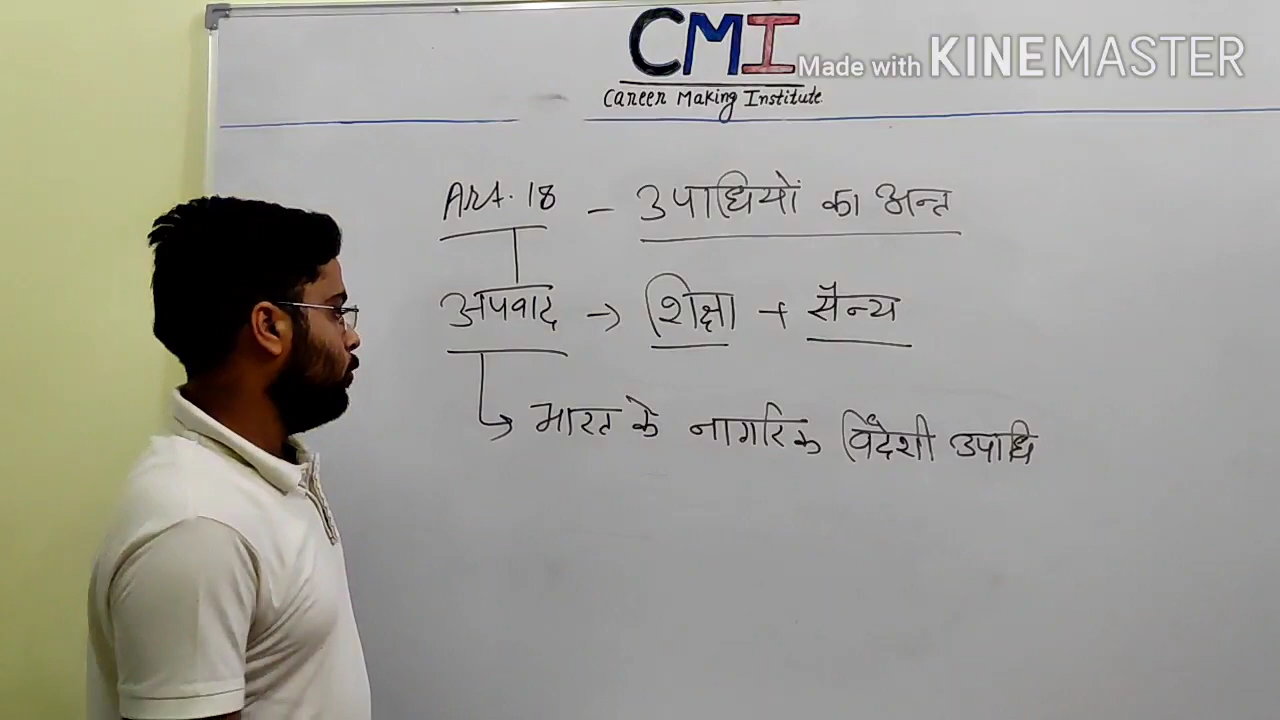 CMI
Made with KINEMASTER
Career Making Institute
Art. 18 - उपाधियों का अन्त
अपवाद → शिक्षा + सैन्य
भारत के नागरिक विदेशी उपाधि